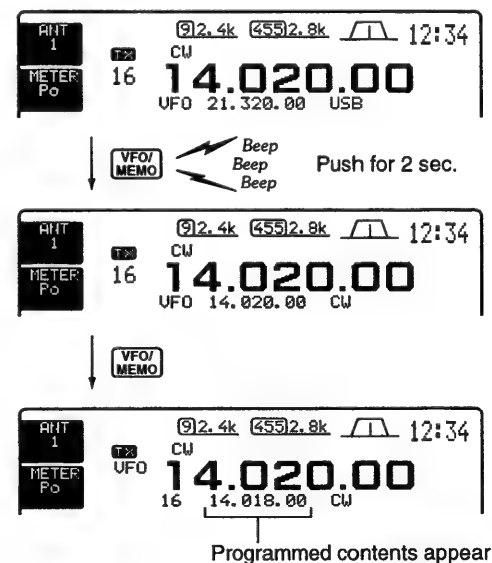 ANT 1 (9)2.4k (455)2.8k 12:34
CW
METER Po TX 16 14.020.00
VFO 21.320.00 USB
VFO/MEMO Beep Beep Beep Push for 2 sec.
ANT 1 (9)2.4k (455)2.8k 12:34
CW
METER Po TX 16 14.020.00
VFO 14.020.00 CW
VFO/MEMO
ANT 1 (9)2.4k (455)2.8k 12:34
CW
METER Po TX VFO 14.020.00
16 14.018.00 CW
Programmed contents appear